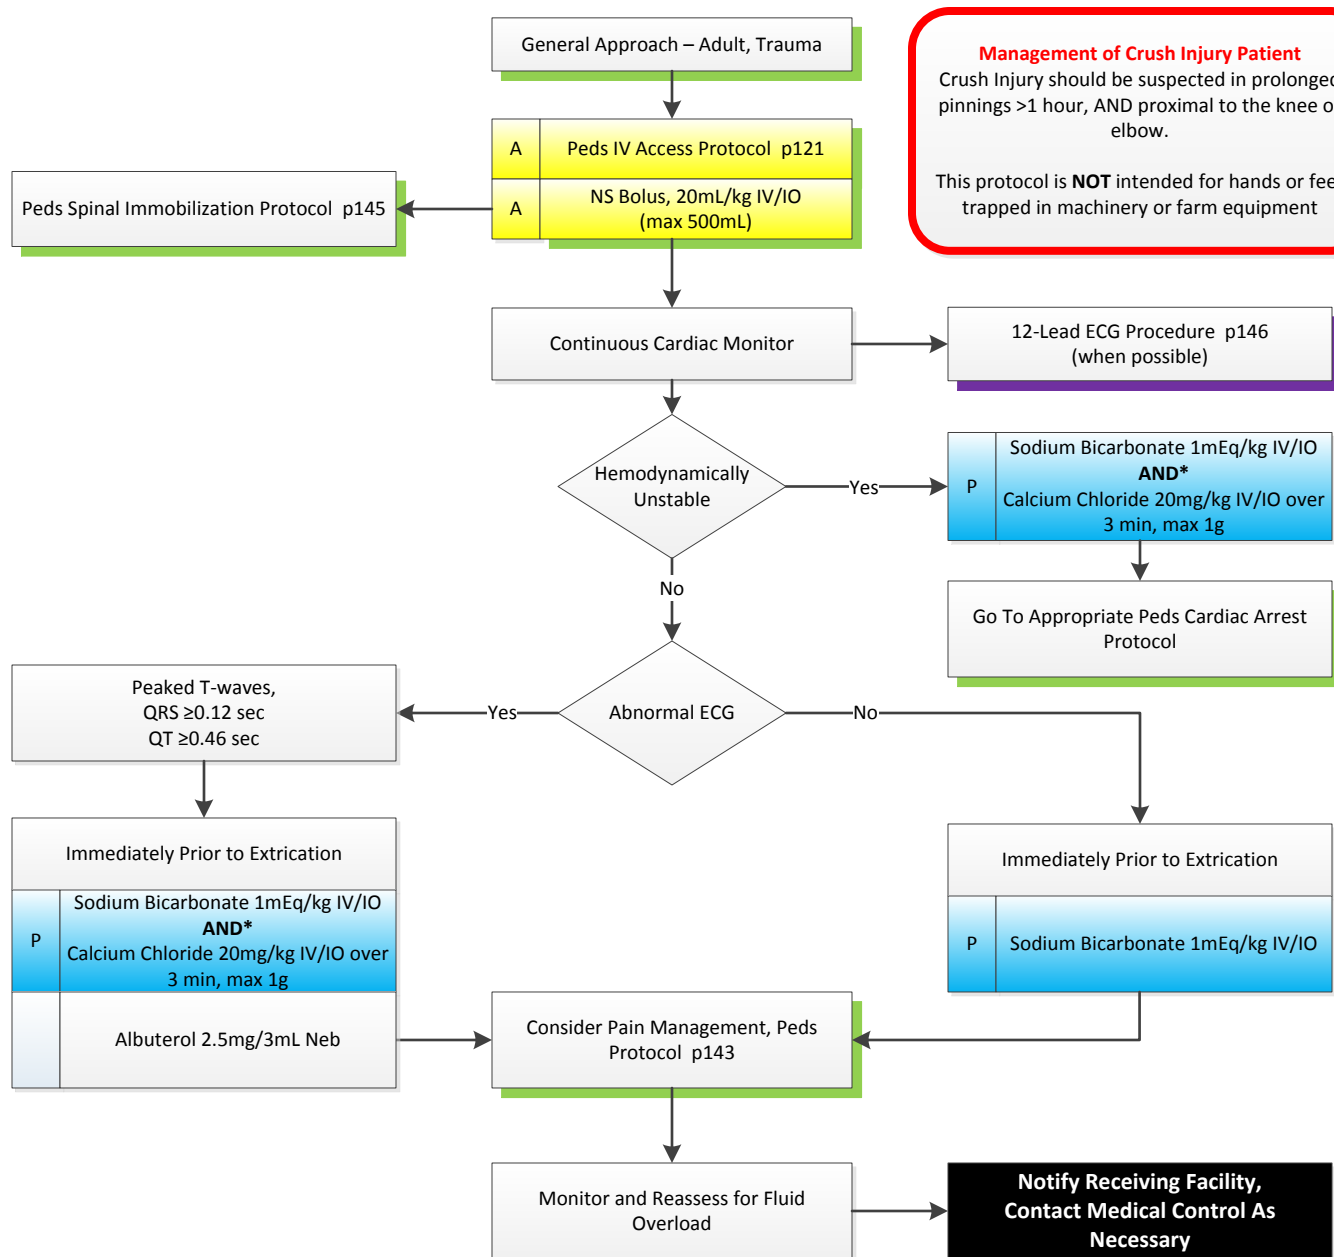 General Approach – Adult, Trauma
Management of Crush Injury Patient
Crush Injury should be suspected in prolonged
pinnings >1 hour, AND proximal to the knee o
elbow.
This protocol is NOT intended for hands or fee
trapped in machinery or farm equipment
A
Peds IV Access Protocol p121
A
NS Bolus, 20mL/kg IV/IO
(max 500mL)
Peds Spinal Immobilization Protocol p145
Continuous Cardiac Monitor
12-Lead ECG Procedure p146
(when possible)
Hemodynamically
Unstable
Yes
P
Sodium Bicarbonate 1mEq/kg IV/IO
AND*
Calcium Chloride 20mg/kg IV/IO over
3 min, max 1g
No
Go To Appropriate Peds Cardiac Arrest
Protocol
Abnormal ECG
Yes
No
Peaked T-waves,
QRS ≥0.12 sec
QT ≥0.46 sec
Immediately Prior to Extrication
P
Sodium Bicarbonate 1mEq/kg IV/IO
AND*
Calcium Chloride 20mg/kg IV/IO over
3 min, max 1g
Albuterol 2.5mg/3mL Neb
Immediately Prior to Extrication
P
Sodium Bicarbonate 1mEq/kg IV/IO
Consider Pain Management, Peds
Protocol p143
Monitor and Reassess for Fluid
Overload
Notify Receiving Facility,
Contact Medical Control As
Necessary